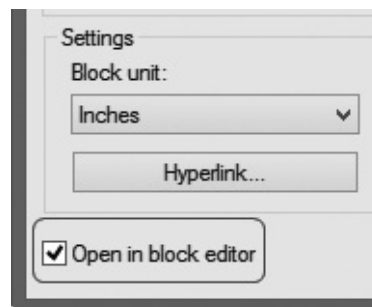 Settings
Block unit:
Inches
Hyperlink...
Open in block editor